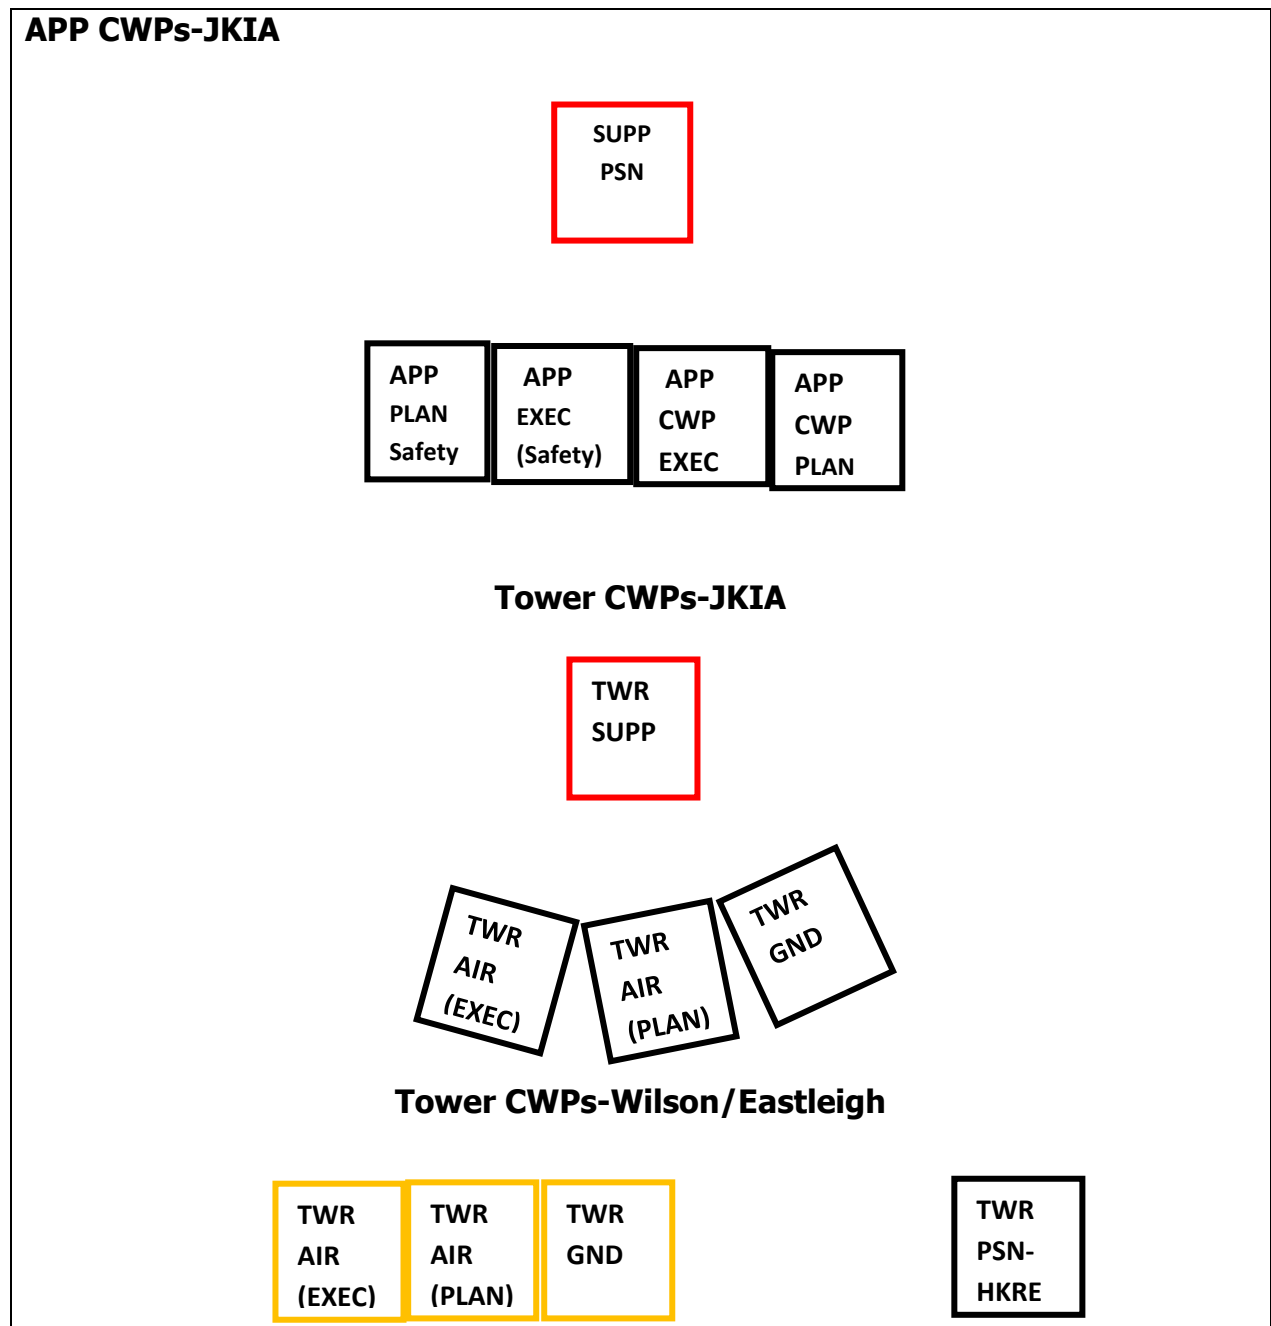 APP CWPs-JKIA
SUPP
PSN
APP
PLAN
Safety
APP
EXEC
(Safety)
APP
CWP
EXEC
APP
CWP
PLAN
Tower CWPs-JKIA
TWR
SUPP
TWR
AIR
(EXEC)
TWR
AIR
(PLAN)
TWR
GND
Tower CWPs-Wilson/Eastleigh
TWR
AIR
(EXEC)
TWR
AIR
(PLAN)
TWR
GND
TWR
PSN-
HKRE